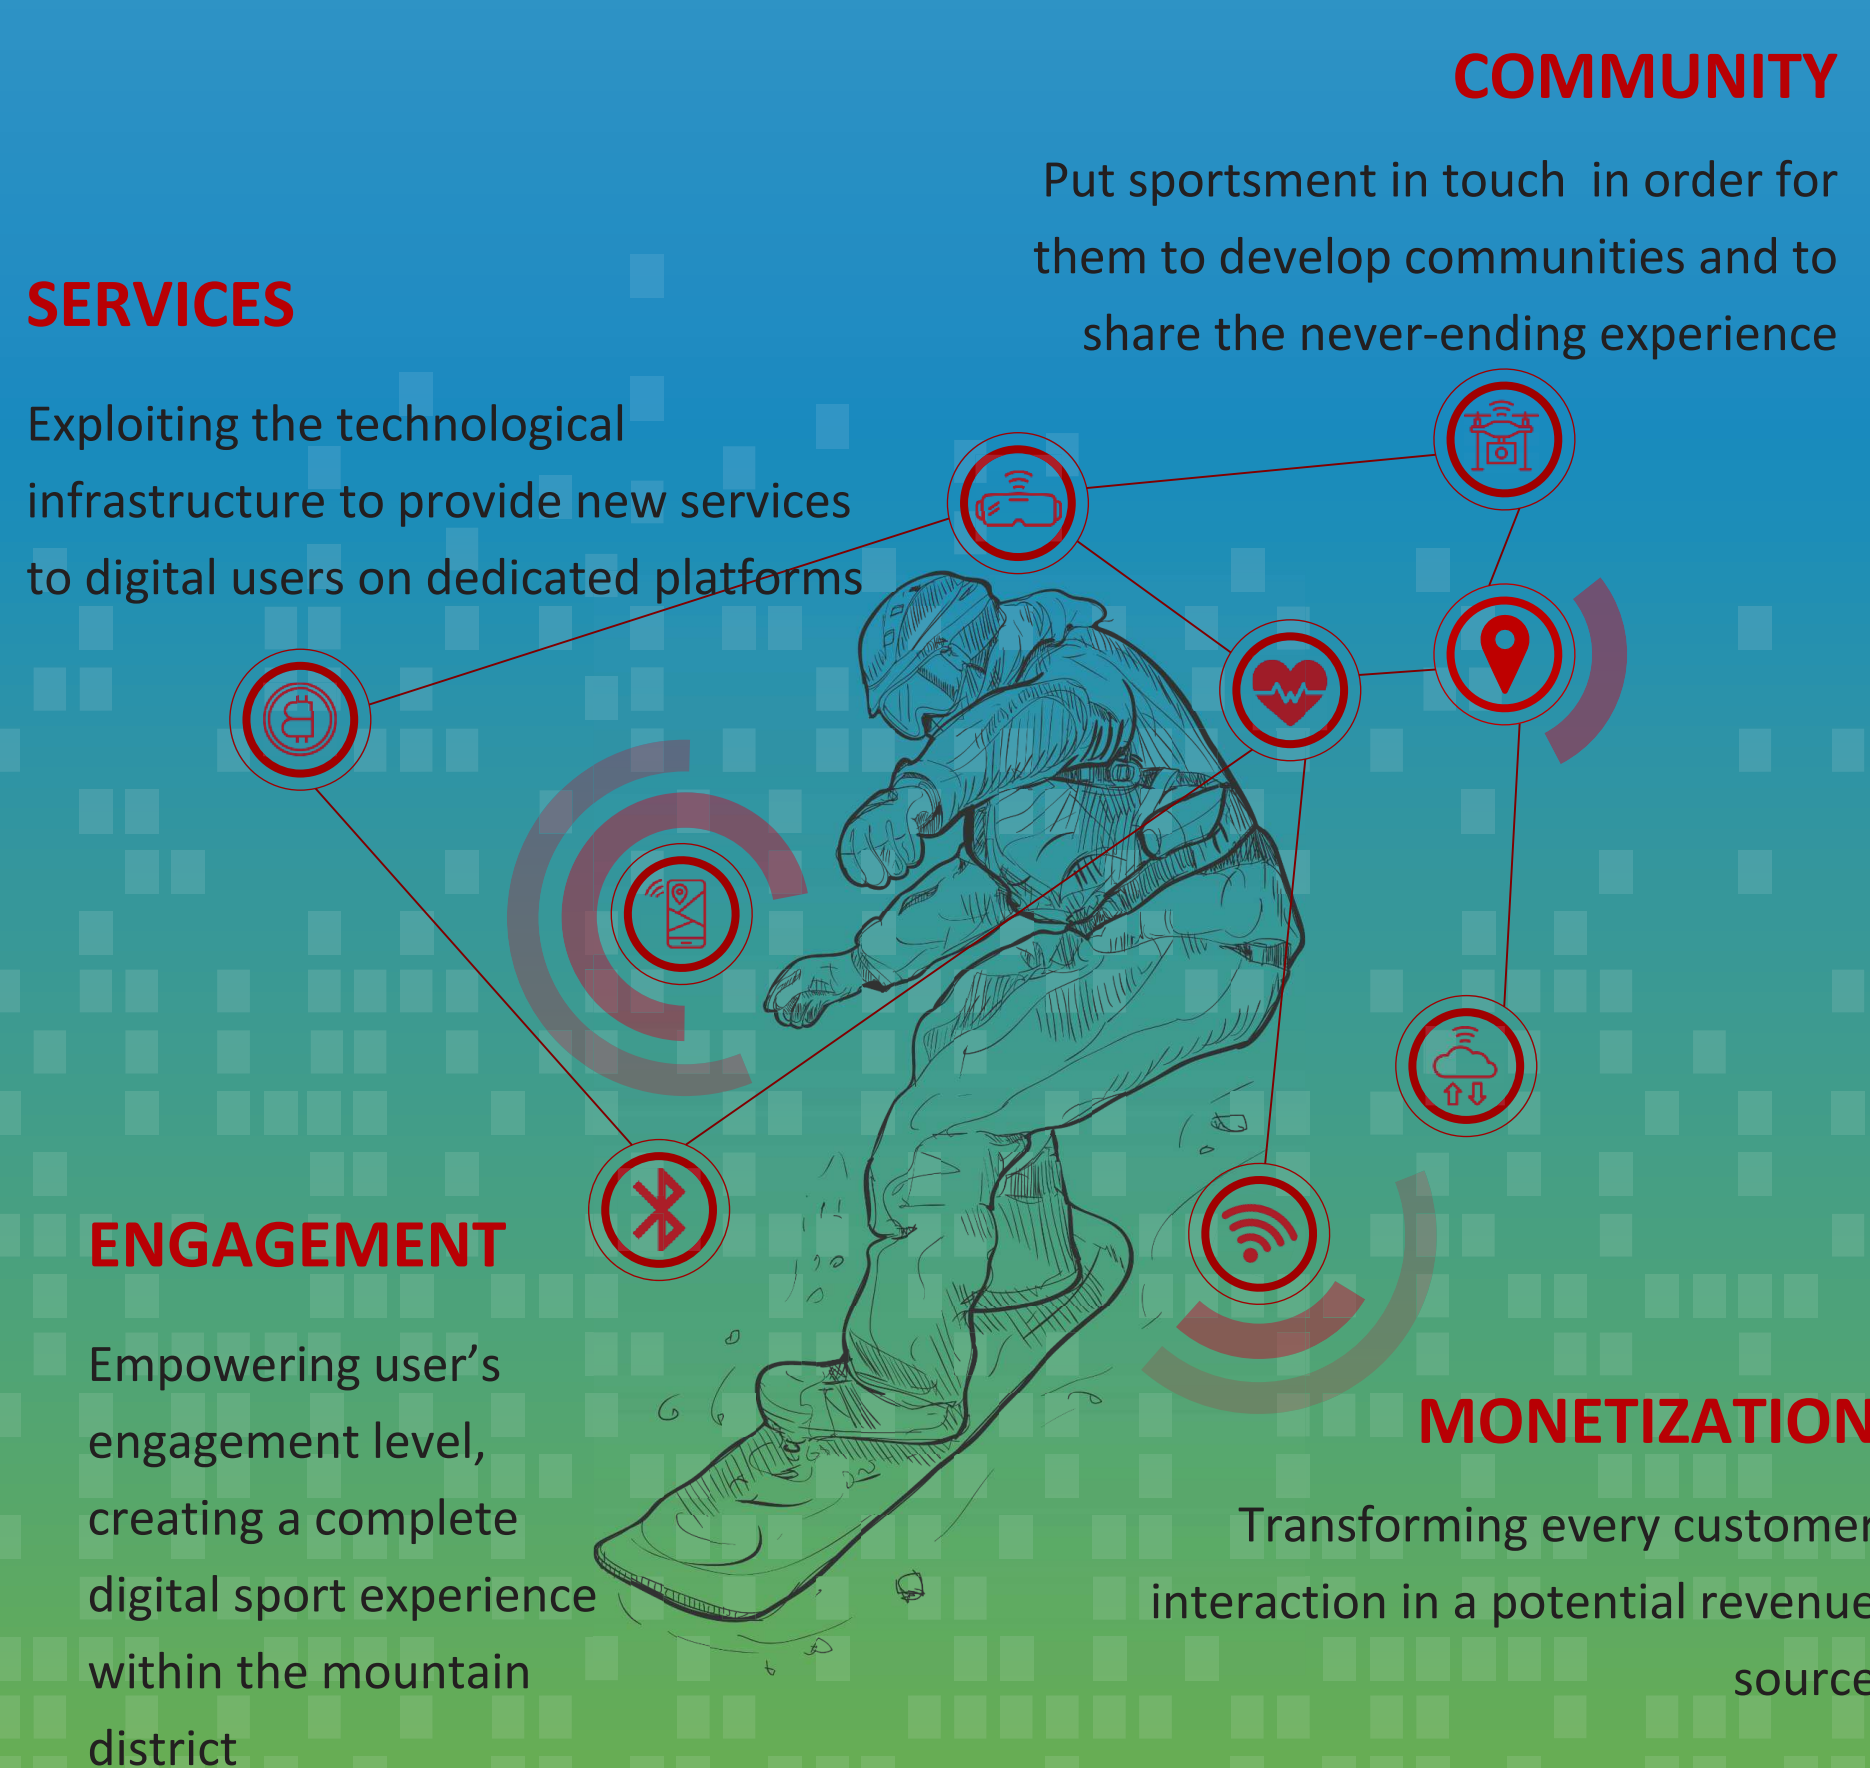 COMMUNITY
Put sportsment in touch  in order for
them to develop communities and to
share the never-ending experience
SERVICES
Exploiting the technological
infrastructure to provide new services
to digital users on dedicated platforms
ENGAGEMENT
Empowering user’s
engagement level,
creating a complete
digital sport experience
within the mountain
district
MONETIZATION
Transforming every customer
interaction in a potential revenue
source